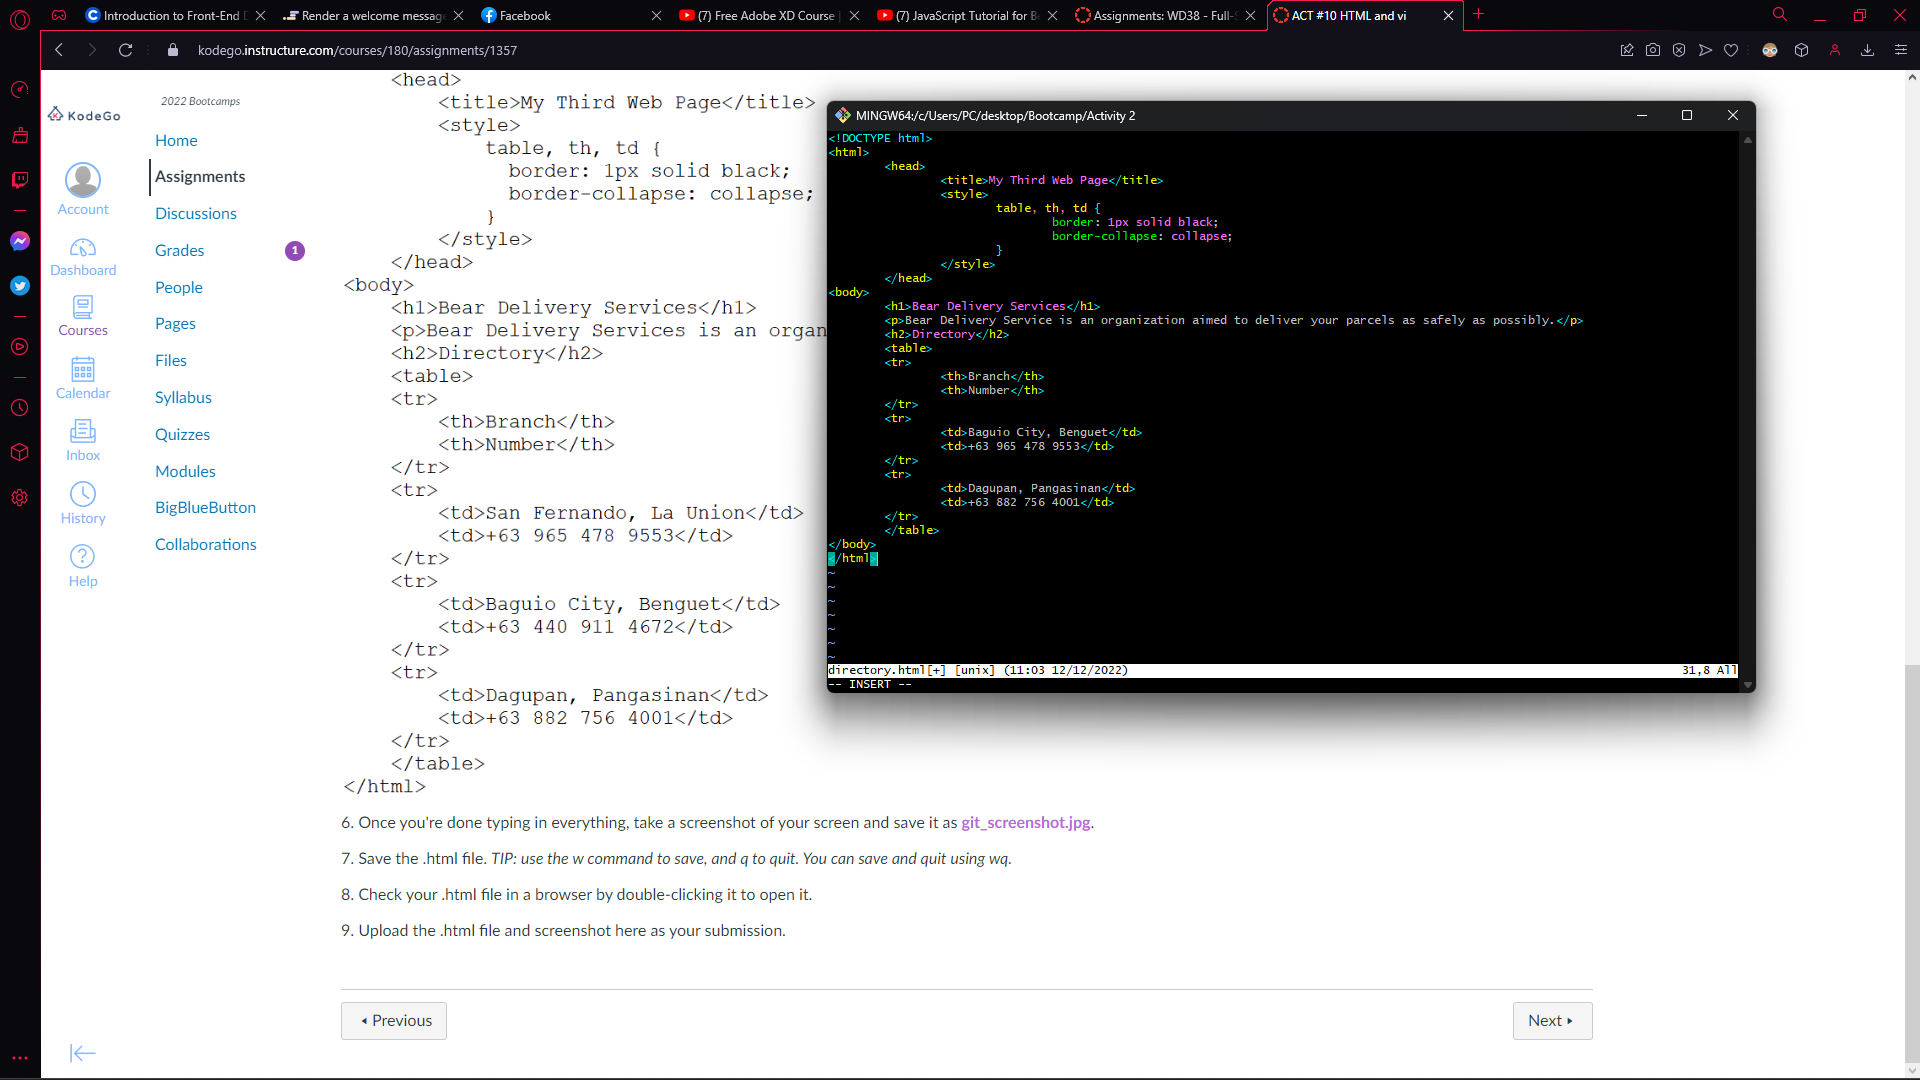 Introduction to Front-End D
Render a welcome message
Facebook
(7) Free Adobe XD Course
(7) JavaScript Tutorial for Be
Assignments: WD38 - Full-S
ACT #10 HTML and vi
kodego.instructure.com/courses/180/assignments/1357
KodeGo
Account
Dashboard
Courses
Calendar
Inbox
History
Help
2022 Bootcamps
Home
Assignments
Discussions
Grades
1
People
Pages
Files
Syllabus
Quizzes
Modules
BigBlueButton
Collaborations
<head>
<title>My Third Web Page</title>
<style>
table, th, td {
border: 1px solid black;
border-collapse: collapse;
}
</style>
</head>
<body>
<h1>Bear Delivery Services</h1>
<p>Bear Delivery Services is an organ
<h2>Directory</h2>
<table>
<tr>
<th>Branch</th>
<th>Number</th>
</tr>
<tr>
<td>San Fernando, La Union</td>
<td>+63 965 478 9553</td>
</tr>
<tr>
<td>Baguio City, Benguet</td>
<td>+63 440 911 4672</td>
</tr>
<tr>
<td>Dagupan, Pangasinan</td>
<td>+63 882 756 4001</td>
</tr>
</table>
</html>
6. Once you're done typing in everything, take a screenshot of your screen and save it as git_screenshot.jpg.
7. Save the .html file. TIP: use the w command to save, and q to quit. You can save and quit using wq.
8. Check your .html file in a browser by double-clicking it to open it.
9. Upload the .html file and screenshot here as your submission.
Previous
Next
MINGW64:/c/Users/PC/desktop/Bootcamp/Activity 2
<!DOCTYPE html>
<html>
<head>
<title>My Third Web Page</title>
<style>
table, th, td {
border: 1px solid black;
border-collapse: collapse;
}
</style>
</head>
<body>
<h1>Bear Delivery Services</h1>
<p>Bear Delivery Service is an organization aimed to deliver your parcels as safely as possibly.</p>
<h2>Directory</h2>
<table>
<tr>
<th>Branch</th>
<th>Number</th>
</tr>
<tr>
<td>Baguio City, Benguet</td>
<td>+63 965 478 9553</td>
</tr>
<tr>
<td>Dagupan, Pangasinan</td>
<td>+63 882 756 4001</td>
</tr>
</table>
</body>
</html>
~
~
~
~
~
~
~
directory.html[+] [unix] (11:03 12/12/2022) 31,8 All
-- INSERT --